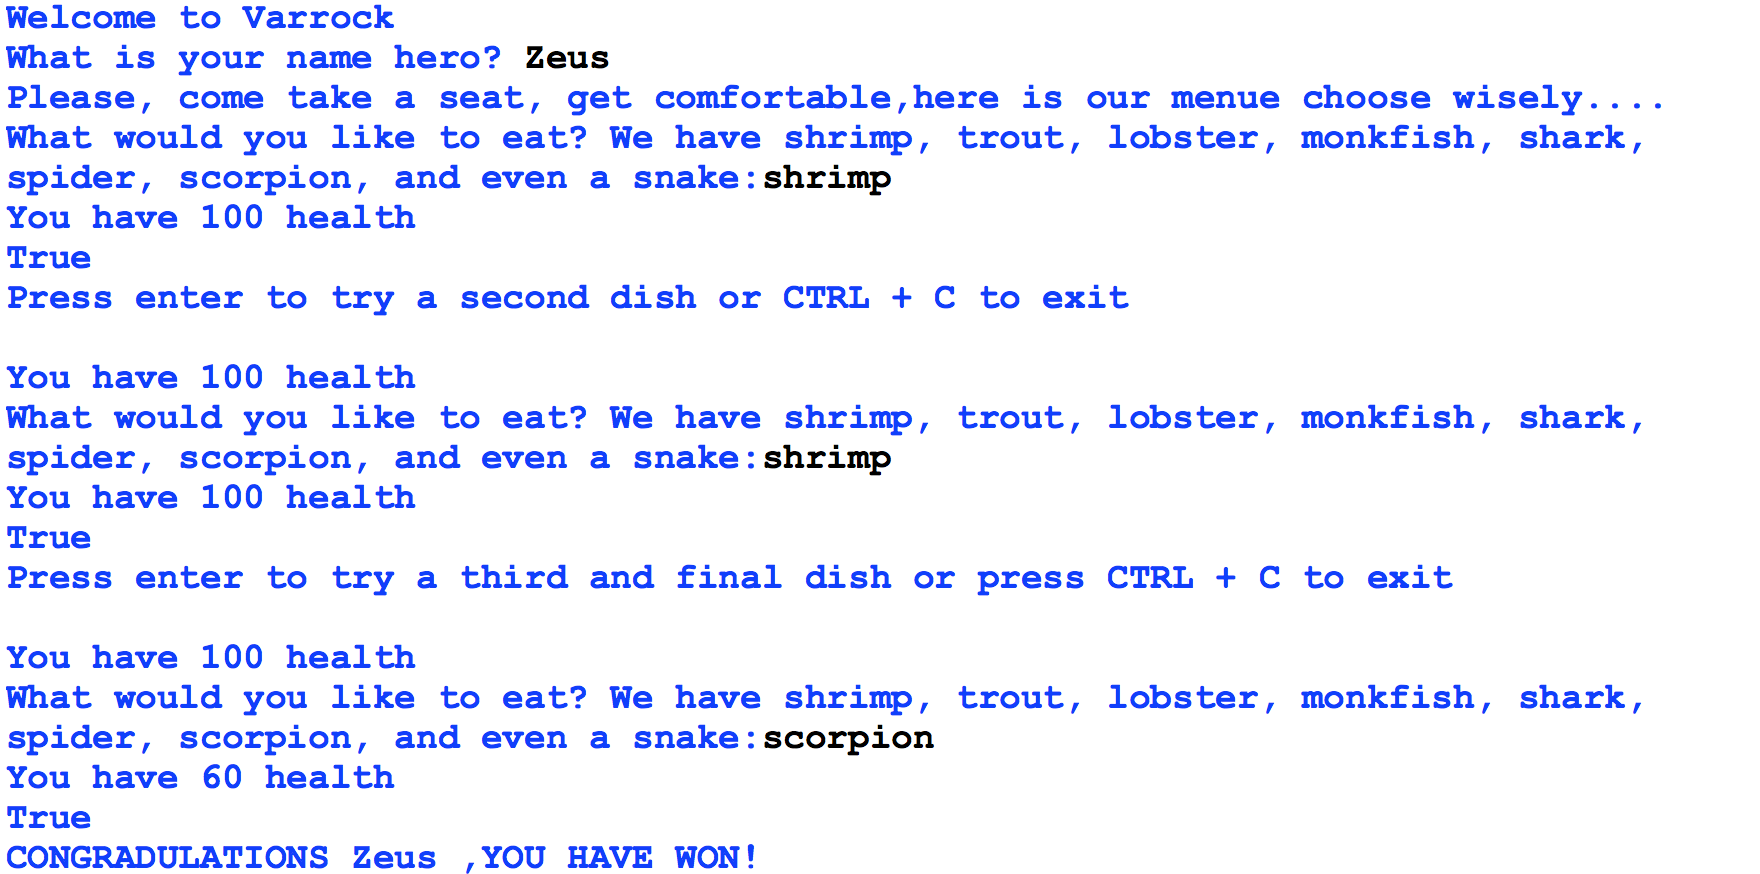 Welcome to Varrock
What is your name hero? Zeus
Please, come take a seat, get comfortable,here is our menue choose wisely....
What would you like to eat? We have shrimp, trout, lobster, monkfish, shark,
spider, scorpion, and even a snake:shrimp
You have 100 health
True
Press enter to try a second dish or CTRL + C to exit

You have 100 health
What would you like to eat? We have shrimp, trout, lobster, monkfish, shark,
spider, scorpion, and even a snake:shrimp
You have 100 health
True
Press enter to try a third and final dish or press CTRL + C to exit

You have 100 health
What would you like to eat? We have shrimp, trout, lobster, monkfish, shark,
spider, scorpion, and even a snake:scorpion
You have 60 health
True
CONGRADULATIONS Zeus ,YOU HAVE WON!